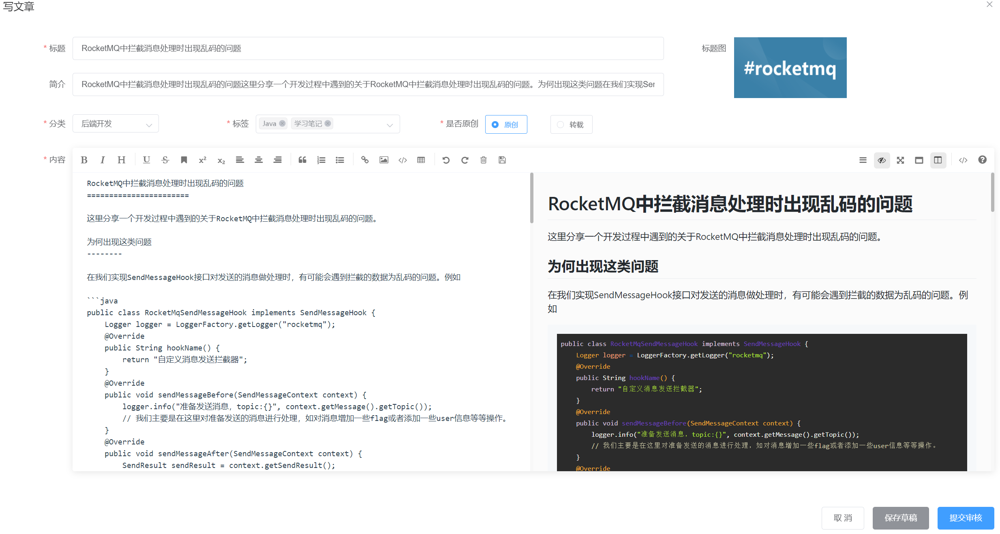 写文章
* 标题
RocketMQ中拦截消息处理时出现乱码的问题
标题图
#rocketmq
简介
RocketMQ中拦截消息处理时出现乱码的问题这里分享一个开发过程中遇到的关于RocketMQ中拦截消息处理时出现乱码的问题。为何出现这类问题在我们实现Ser
* 分类
后端开发
* 标签
Java
学习笔记
* 是否原创
原创
转载
* 内容
RocketMQ中拦截消息处理时出现乱码的问题
=======================
这里分享一个开发过程中遇到的关于RocketMQ中拦截消息处理时出现乱码的问题。
为何出现这类问题
--------
在我们实现SendMessageHook接口对发送的消息做处理时，有可能会遇到拦截的数据为乱码的问题。例如
```java
public class RocketMqSendMessageHook implements SendMessageHook {
    Logger logger = LoggerFactory.getLogger("rocketmq");
    @Override
    public String hookName() {
        return "自定义消息发送拦截器";
    }
    @Override
    public void sendMessageBefore(SendMessageContext context) {
        logger.info("准备发送消息，topic:{}", context.getMessage().getTopic());
        // 我们主要是在这里对准备发送的消息进行处理，如对消息增加一些flag或者添加一些user信息等等操作。
    }
    @Override
    public void sendMessageAfter(SendMessageContext context) {
        SendResult sendResult = context.getSendResult();
RocketMQ中拦截消息处理时出现乱码的问题
这里分享一个开发过程中遇到的关于RocketMQ中拦截消息处理时出现乱码的问题。
为何出现这类问题
在我们实现SendMessageHook接口对发送的消息做处理时，有可能会遇到拦截的数据为乱码的问题。例
如
public class RocketMqSendMessageHook implements SendMessageHook {
    Logger logger = LoggerFactory.getLogger("rocketmq");
    @Override
    public String hookName() {
        return "自定义消息发送拦截器";
    }
    @Override
    public void sendMessageBefore(SendMessageContext context) {
        logger.info("准备发送消息，topic:{}", context.getMessage().getTopic());
        // 我们主要是在这里对准备发送的消息进行处理，如对消息增加一些flag或者添加一些user信息等等操作。
    }
    @Override
取 消
保存草稿
提交审核